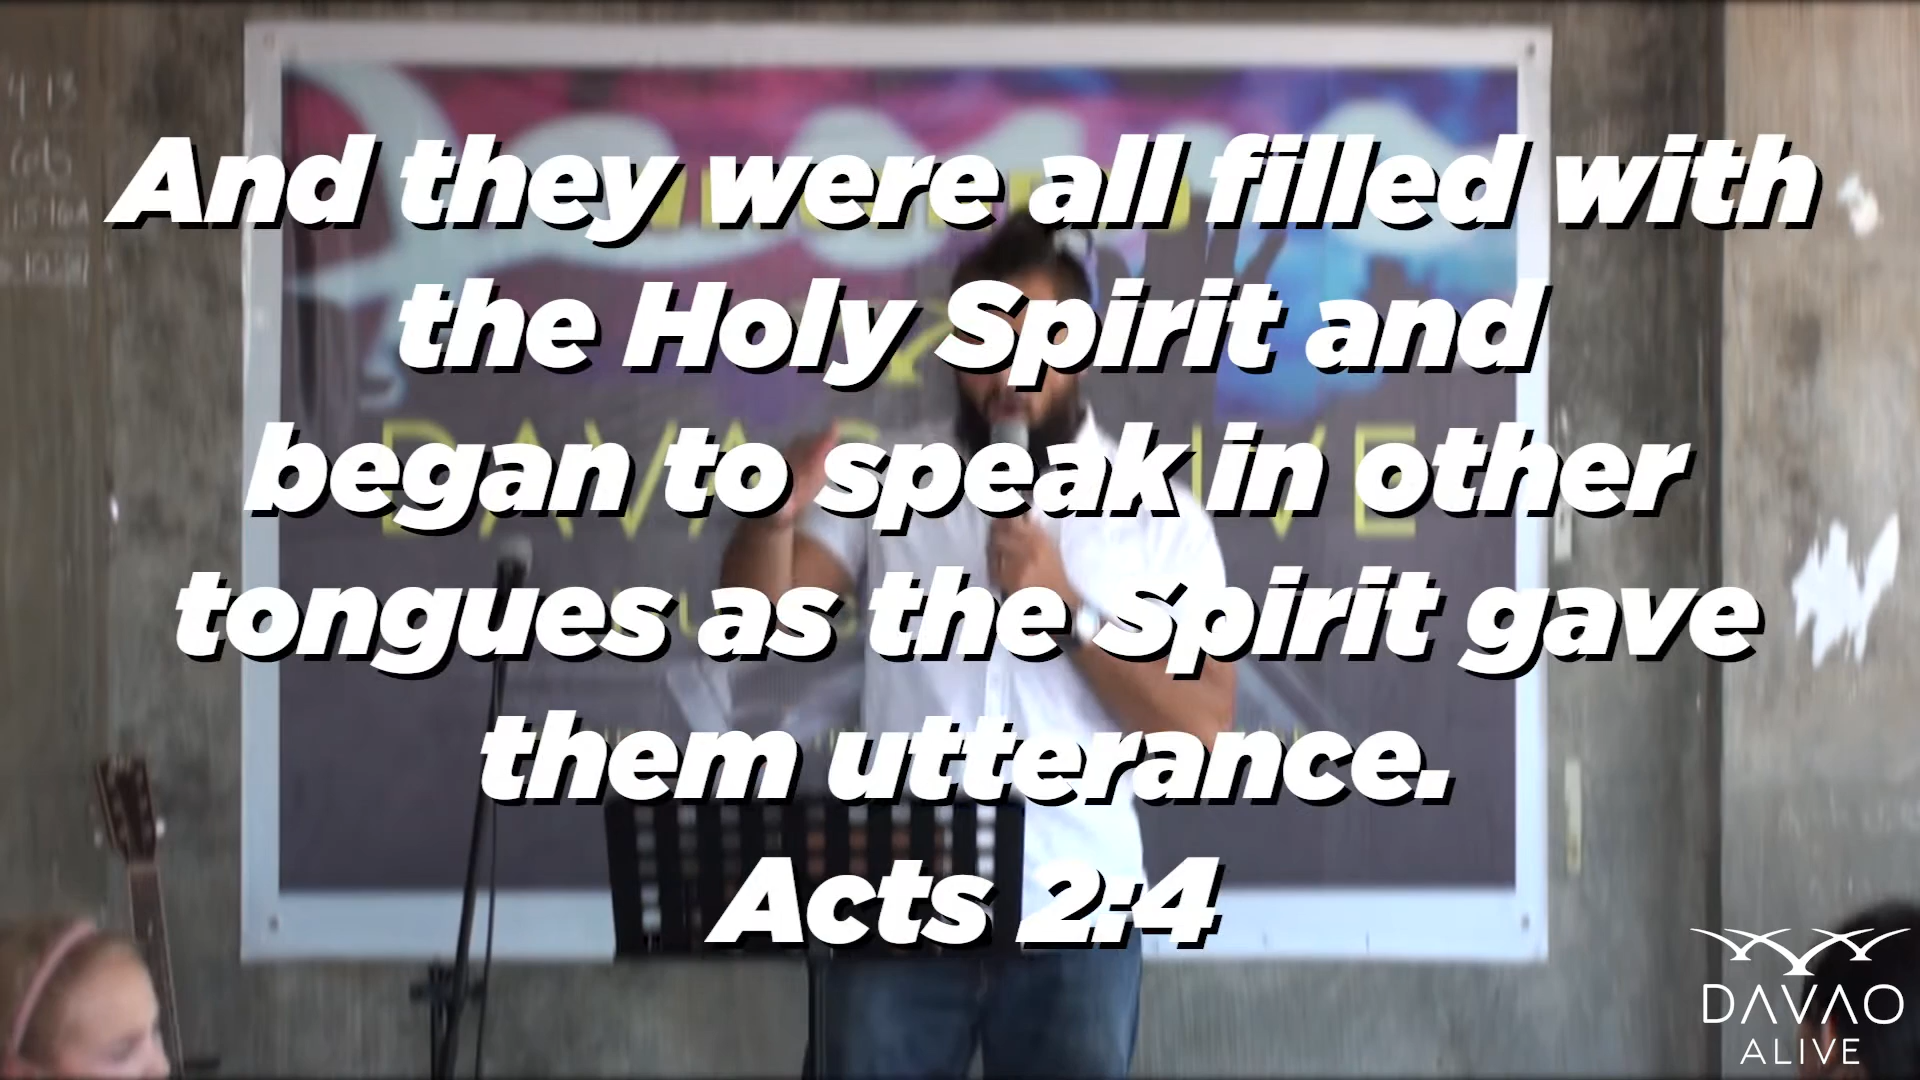 And they were all filled with
the Holy Spirit and
began to speak in other
tongues as the Spirit gave
them utterance.
Acts 2:4
DAVAO
ALIVE